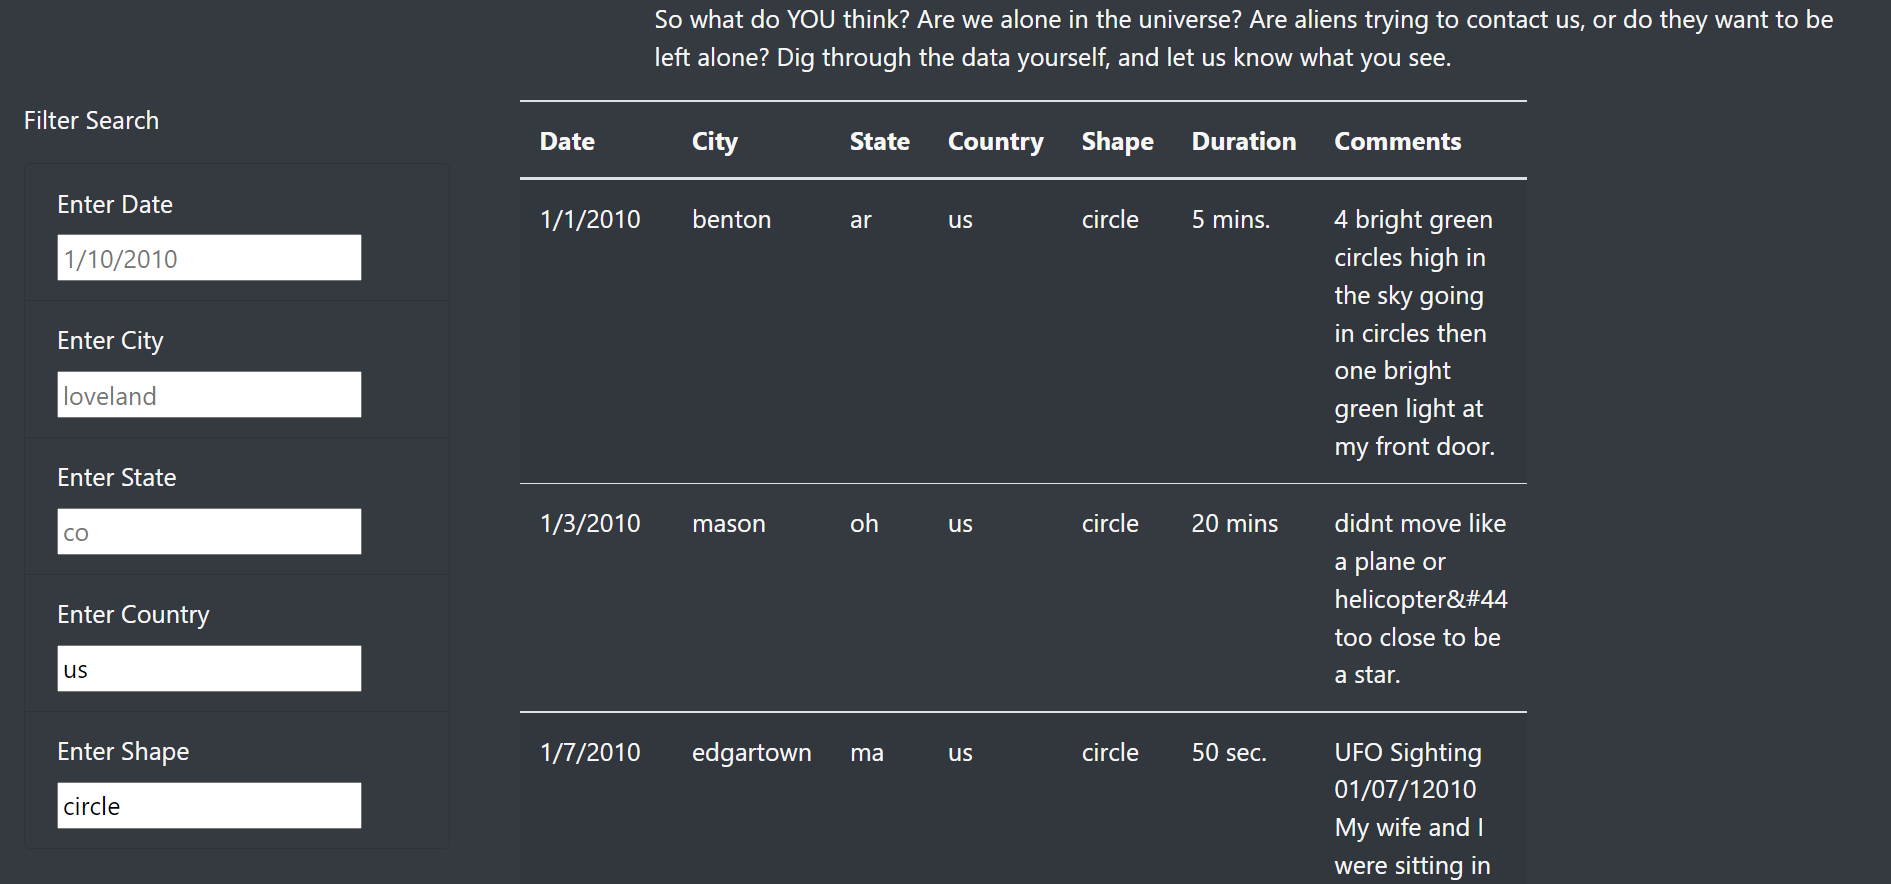 So what do YOU think? Are we alone in the universe? Are aliens trying to contact us, or do they want to be
left alone? Dig through the data yourself, and let us know what you see.
Filter Search
Enter Date
1/10/2010
Enter City
loveland
Enter State
co
Enter Country
us
Enter Shape
circle
Date City State Country Shape Duration Comments
1/1/2010 benton ar us circle 5 mins. 4 bright green
circles high in
the sky going
in circles then
one bright
green light at
my front door.
1/3/2010 mason oh us circle 20 mins didnt move like
a plane or
helicopter&#44
too close to be
a star.
1/7/2010 edgartown ma us circle 50 sec. UFO Sighting
01/07/12010
My wife and I
were sitting in